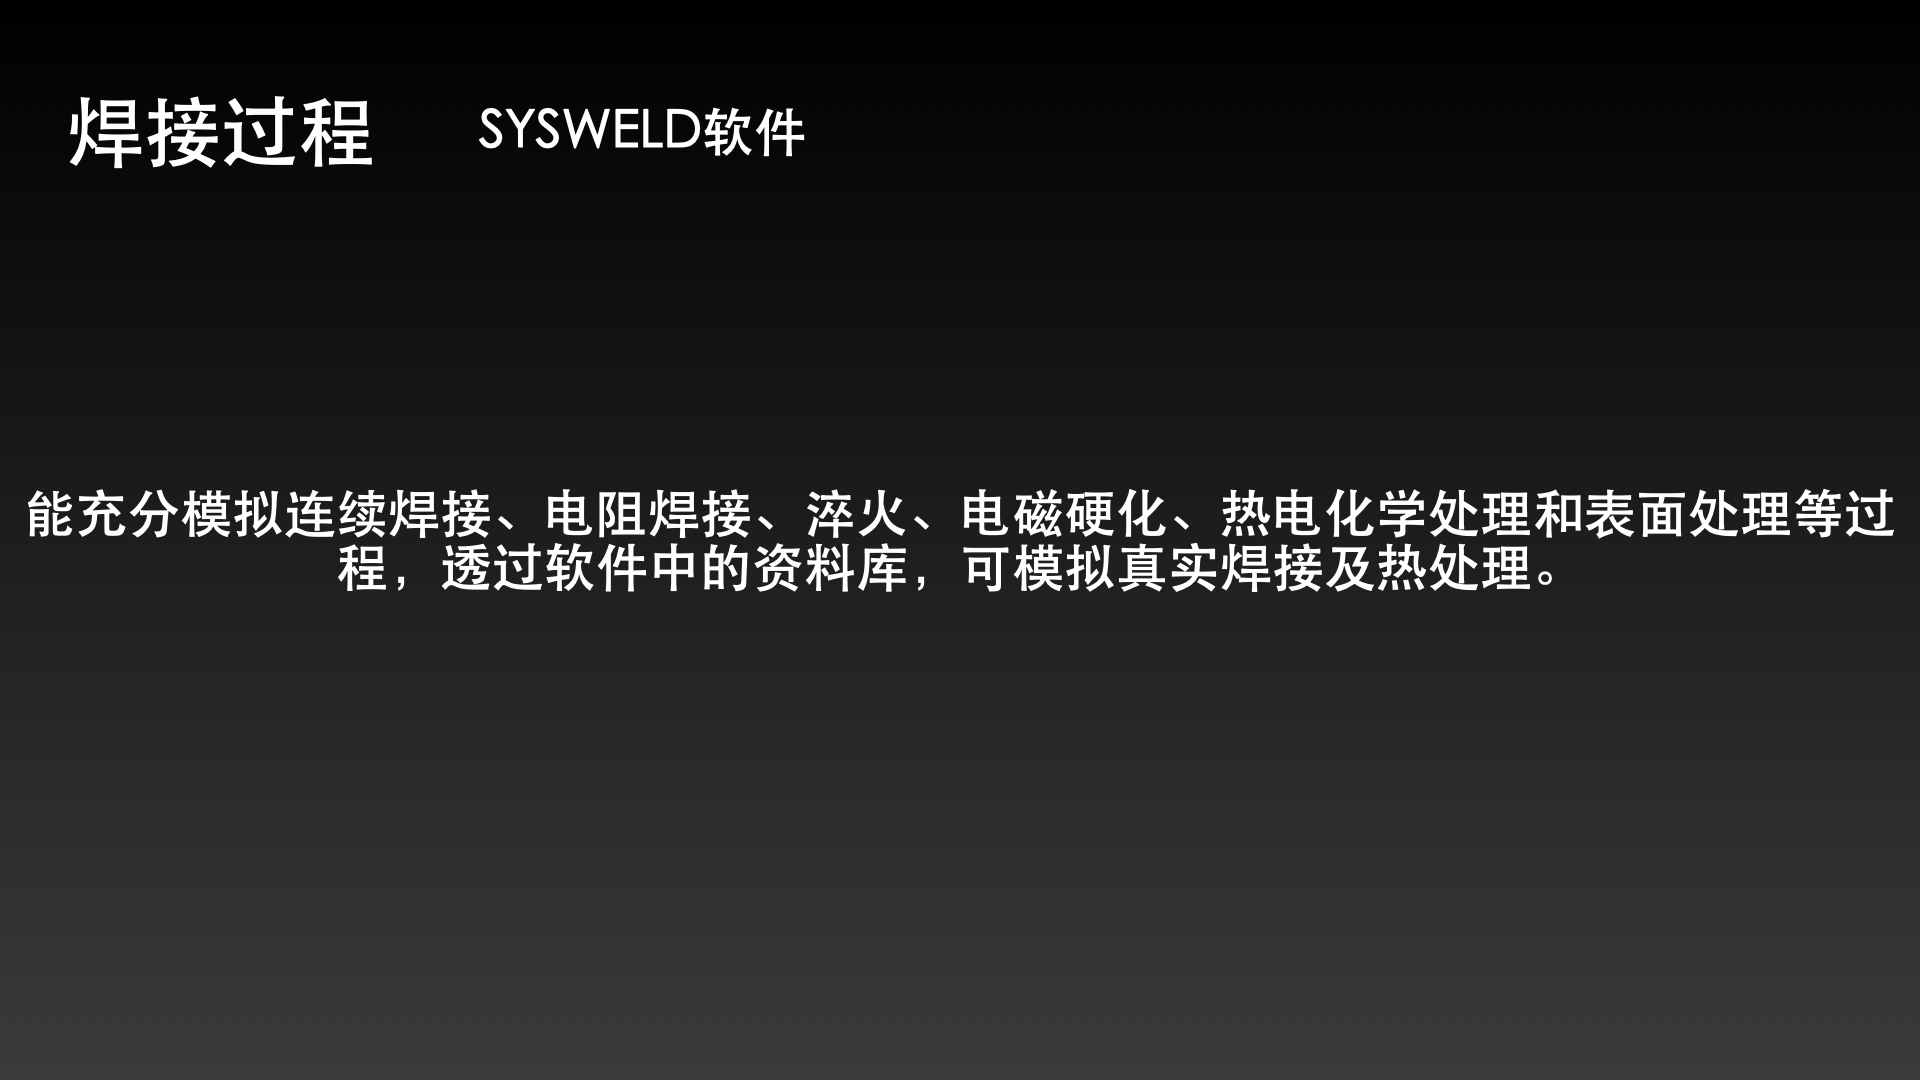 焊接过程
SYSWELD软件
能充分模拟连续焊接、电阻焊接、淬火、电磁硬化、热电化学处理和表面处理等过
程，透过软件中的资料库，可模拟真实焊接及热处理。